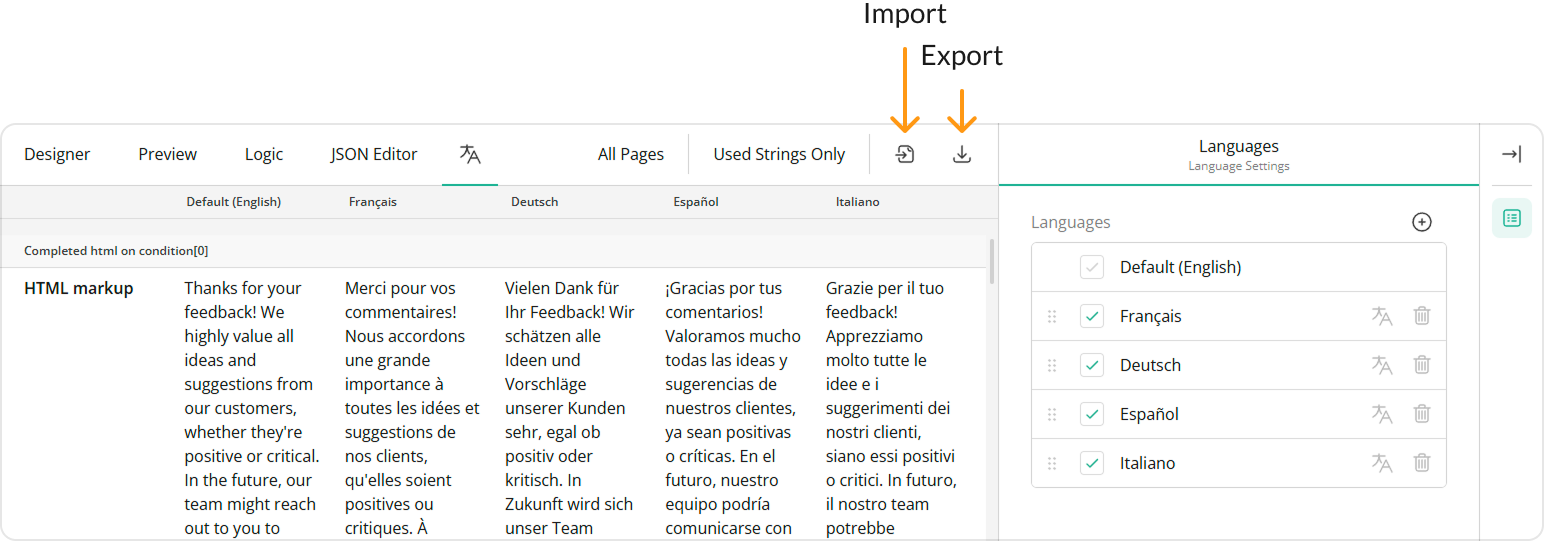 Import
Export
Designer Preview Logic JSON Editor All Pages Used Strings Only
Languages
Language Settings
Default (English) Français Deutsch Español Italiano
Completed html on condition[0]
HTML markup
Thanks for your
feedback! We
highly value all
ideas and
suggestions from
our customers,
whether they're
positive or critical.
In the future, our
team might reach
out to you to
Merci pour vos
commentaires!
Nous accordons
une grande
importance à
toutes les idées et
suggestions de
nos clients,
qu'elles soient
positives ou
critiques. À
Vielen Dank für
Ihr Feedback! Wir
schätzen alle
Ideen und
Vorschläge
unserer Kunden
sehr, egal ob
positiv oder
kritisch. In
Zukunft wird sich
unser Team
¡Gracias por tus
comentarios!
Valoramos mucho
todas las ideas y
sugerencias de
nuestros clientes,
ya sean positivas
o críticas. En el
futuro, nuestro
equipo podría
comunicarse con
Grazie per il tuo
feedback!
Apprezziamo
molto tutte le
idee e i
suggerimenti dei
nostri clienti,
siano essi positivi
o critici. In futuro,
il nostro team
potrebbe
Languages
Default (English)
Français
Deutsch
Español
Italiano